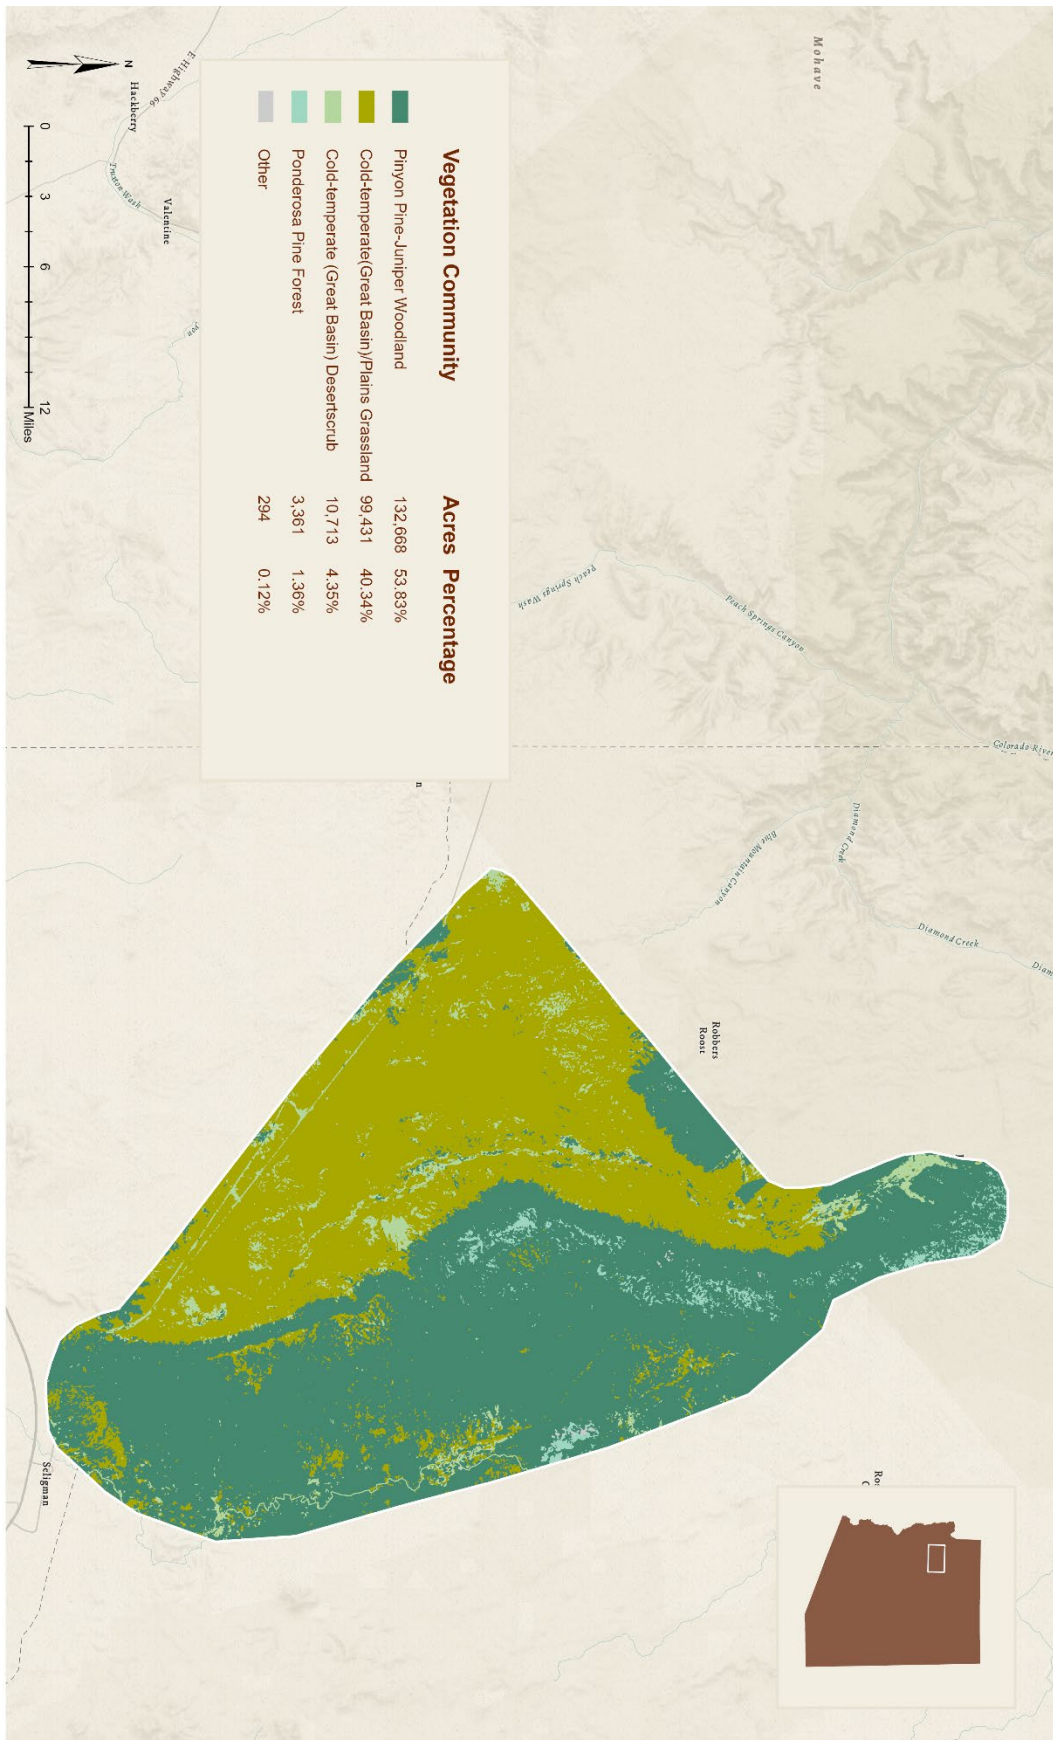 Mohave
Colorado River
Diamond Creek
Diam
Diamond Creek
Blue Mountain Canyon
Peach Springs Canyon
Peach Springs Wash
Robbers
Roost
Vegetation Community Acres Percentage
Pinyon Pine-Juniper Woodland 132,668 53.83%
Cold-temperate(Great Basin)/Plains Grassland 99,431 40.34%
Cold-temperate (Great Basin) Desertscrub 10,713 4.35%
Ponderosa Pine Forest 3,361 1.36%
Other 294 0.12%
E Highway 66
Hackberry
Truxton Wash
Valentine
Seligman
N
0 3 6 12
Miles